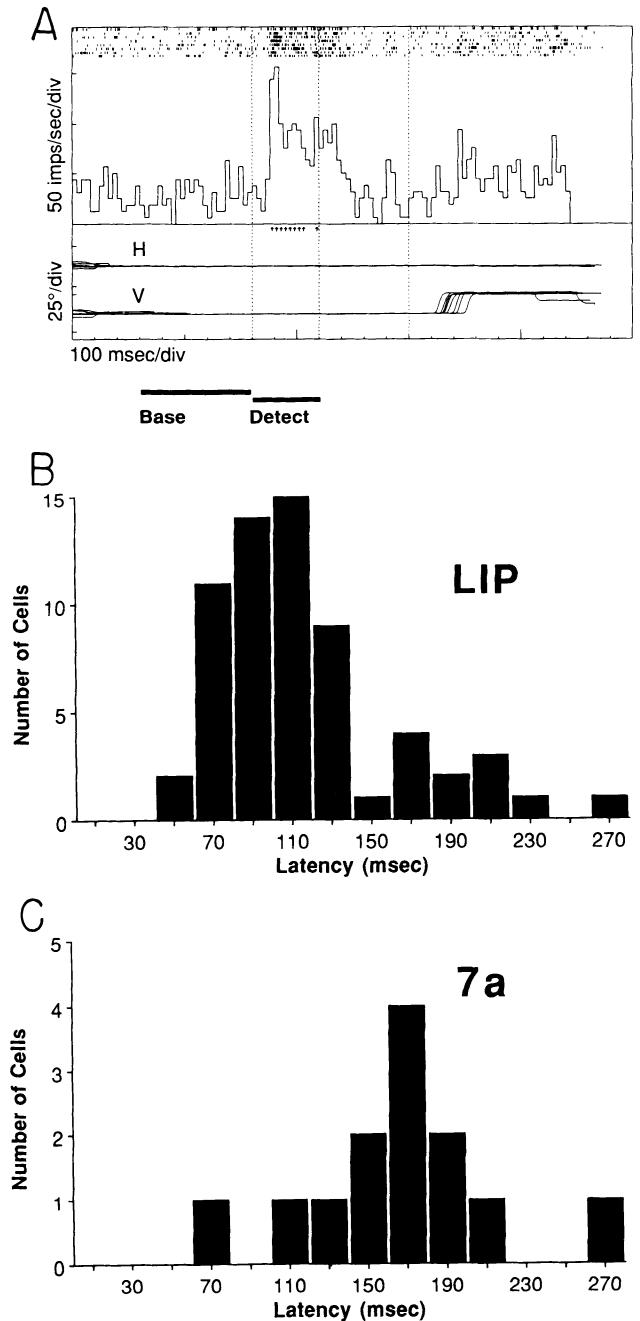 A
50 imps/sec/div
H
V
25°/div
100 msec/div
Base Detect
B
15
10
5
0
Number of Cells
LIP
30 70 110 150 190 230 270
Latency (msec)
C
5
4
3
2
1
0
Number of Cells
7a
30 70 110 150 190 230 270
Latency (msec)